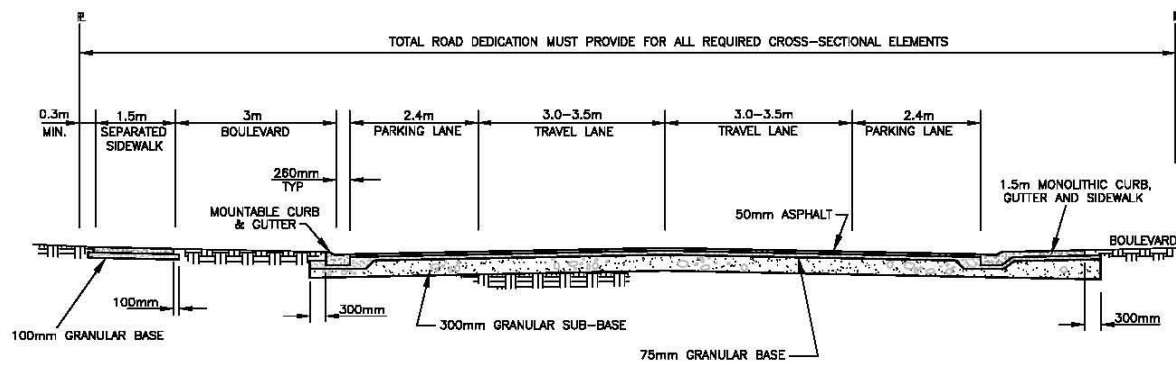 PL
TOTAL ROAD DEDICATION MUST PROVIDE FOR ALL REQUIRED CROSS-SECTIONAL ELEMENTS
0.3m
MIN.
1.5m
SEPARATED
SIDEWALK
3m
BOULEVARD
2.4m
PARKING LANE
3.0-3.5m
TRAVEL LANE
3.0-3.5m
TRAVEL LANE
2.4m
PARKING LANE
260mm
TYP
MOUNTABLE CURB
& GUTTER
50mm ASPHALT
1.5m MONOLITHIC CURB,
GUTTER AND SIDEWALK
BOULEVARD
100mm
100mm GRANULAR BASE
300mm
300mm GRANULAR SUB-BASE
75mm GRANULAR BASE
300mm